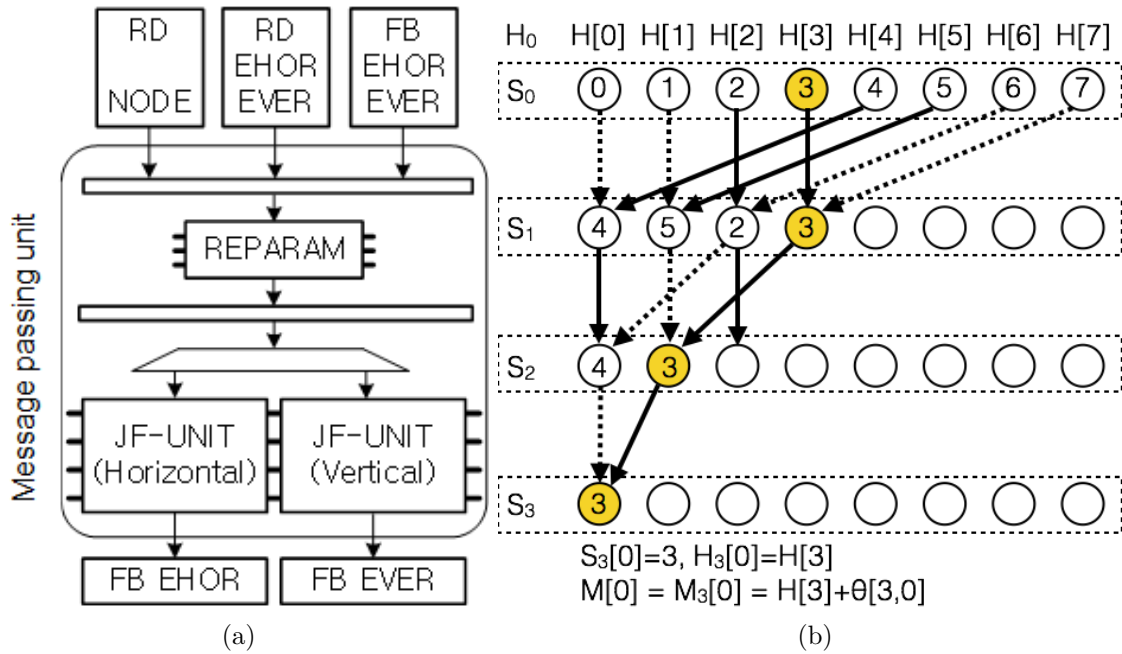 RD
NODE
RD
EHOR
EVER
FB
EHOR
EVER
Message passing unit
REPARAM
JF-UNIT
(Horizontal)
JF-UNIT
(Vertical)
FB EHOR
FB EVER
(a)
H0 H[0] H[1] H[2] H[3] H[4] H[5] H[6] H[7]
S0 0 1 2 3 4 5 6 7
S1 4 5 2 3
S2 4 3
S3 3
S3[0]=3, H3[0]=H[3]
M[0] = M3[0] = H[3]+θ[3,0]
(b)